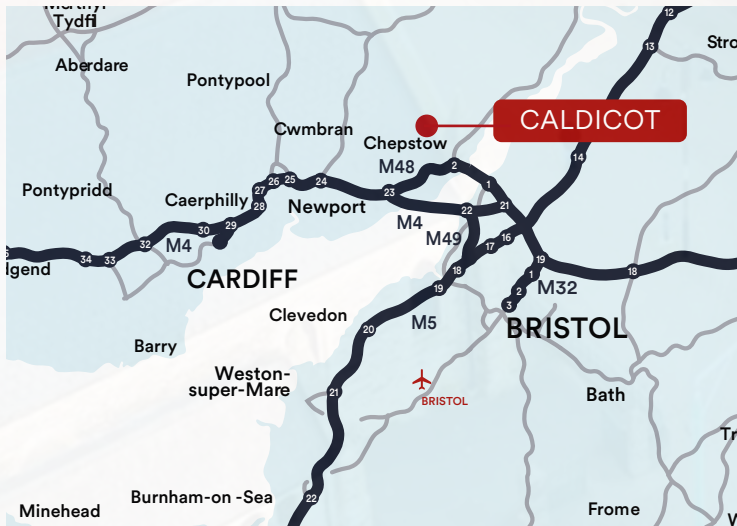 Tydfil
Aberdare
Pontypool
12
13
CALDICOT
Cwmbran
Chepstow
14
M48
2
26
25
24
23
1
Pontypridd
27
Caerphilly
28
Newport
22
21
M4
30
29
M4
M49
17
16
32
34
33
CARDIFF
18
19
18
1
M32
19
2
3
Clevedon
M5
20
BRISTOL
Barry
Weston-
super-Mare
21
BRISTOL
Bath
22
Burnham-on -Sea
Minehead
Frome